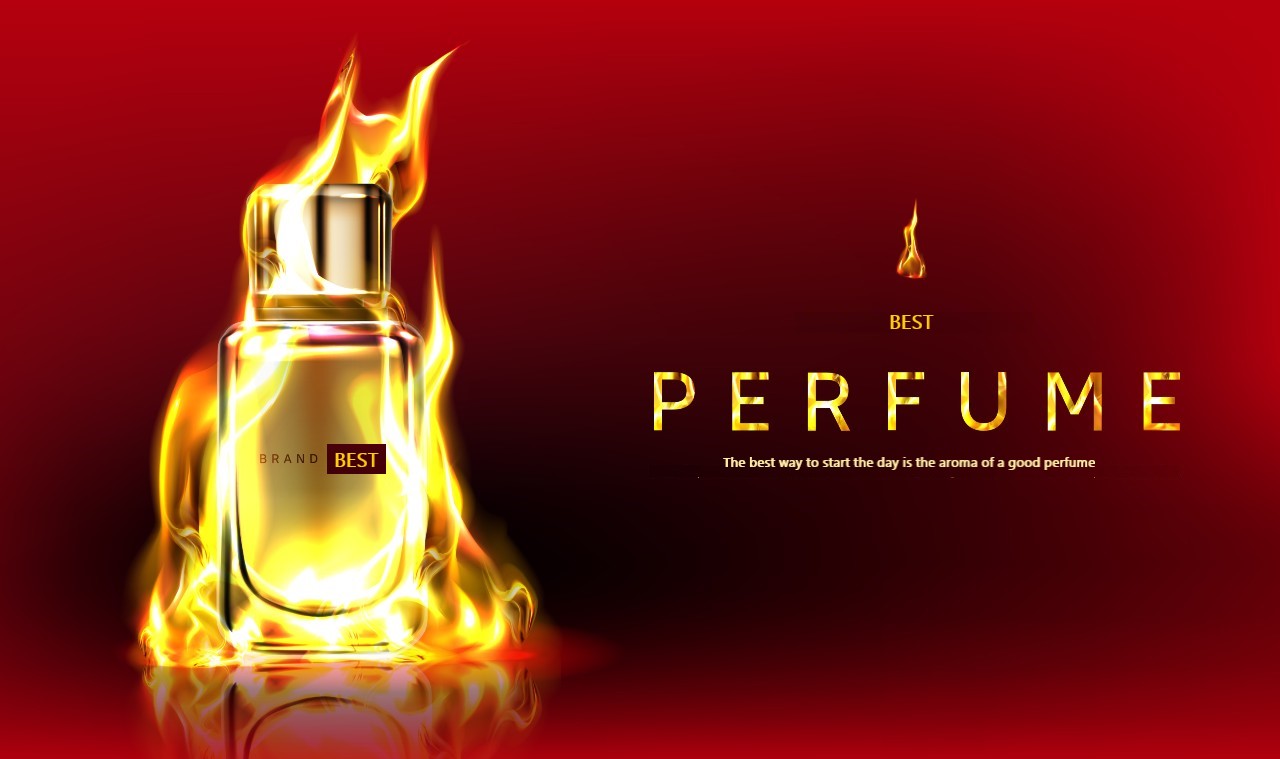 BRAND BEST
BEST
PERFUME
The best way to start the day is the aroma of a good perfume